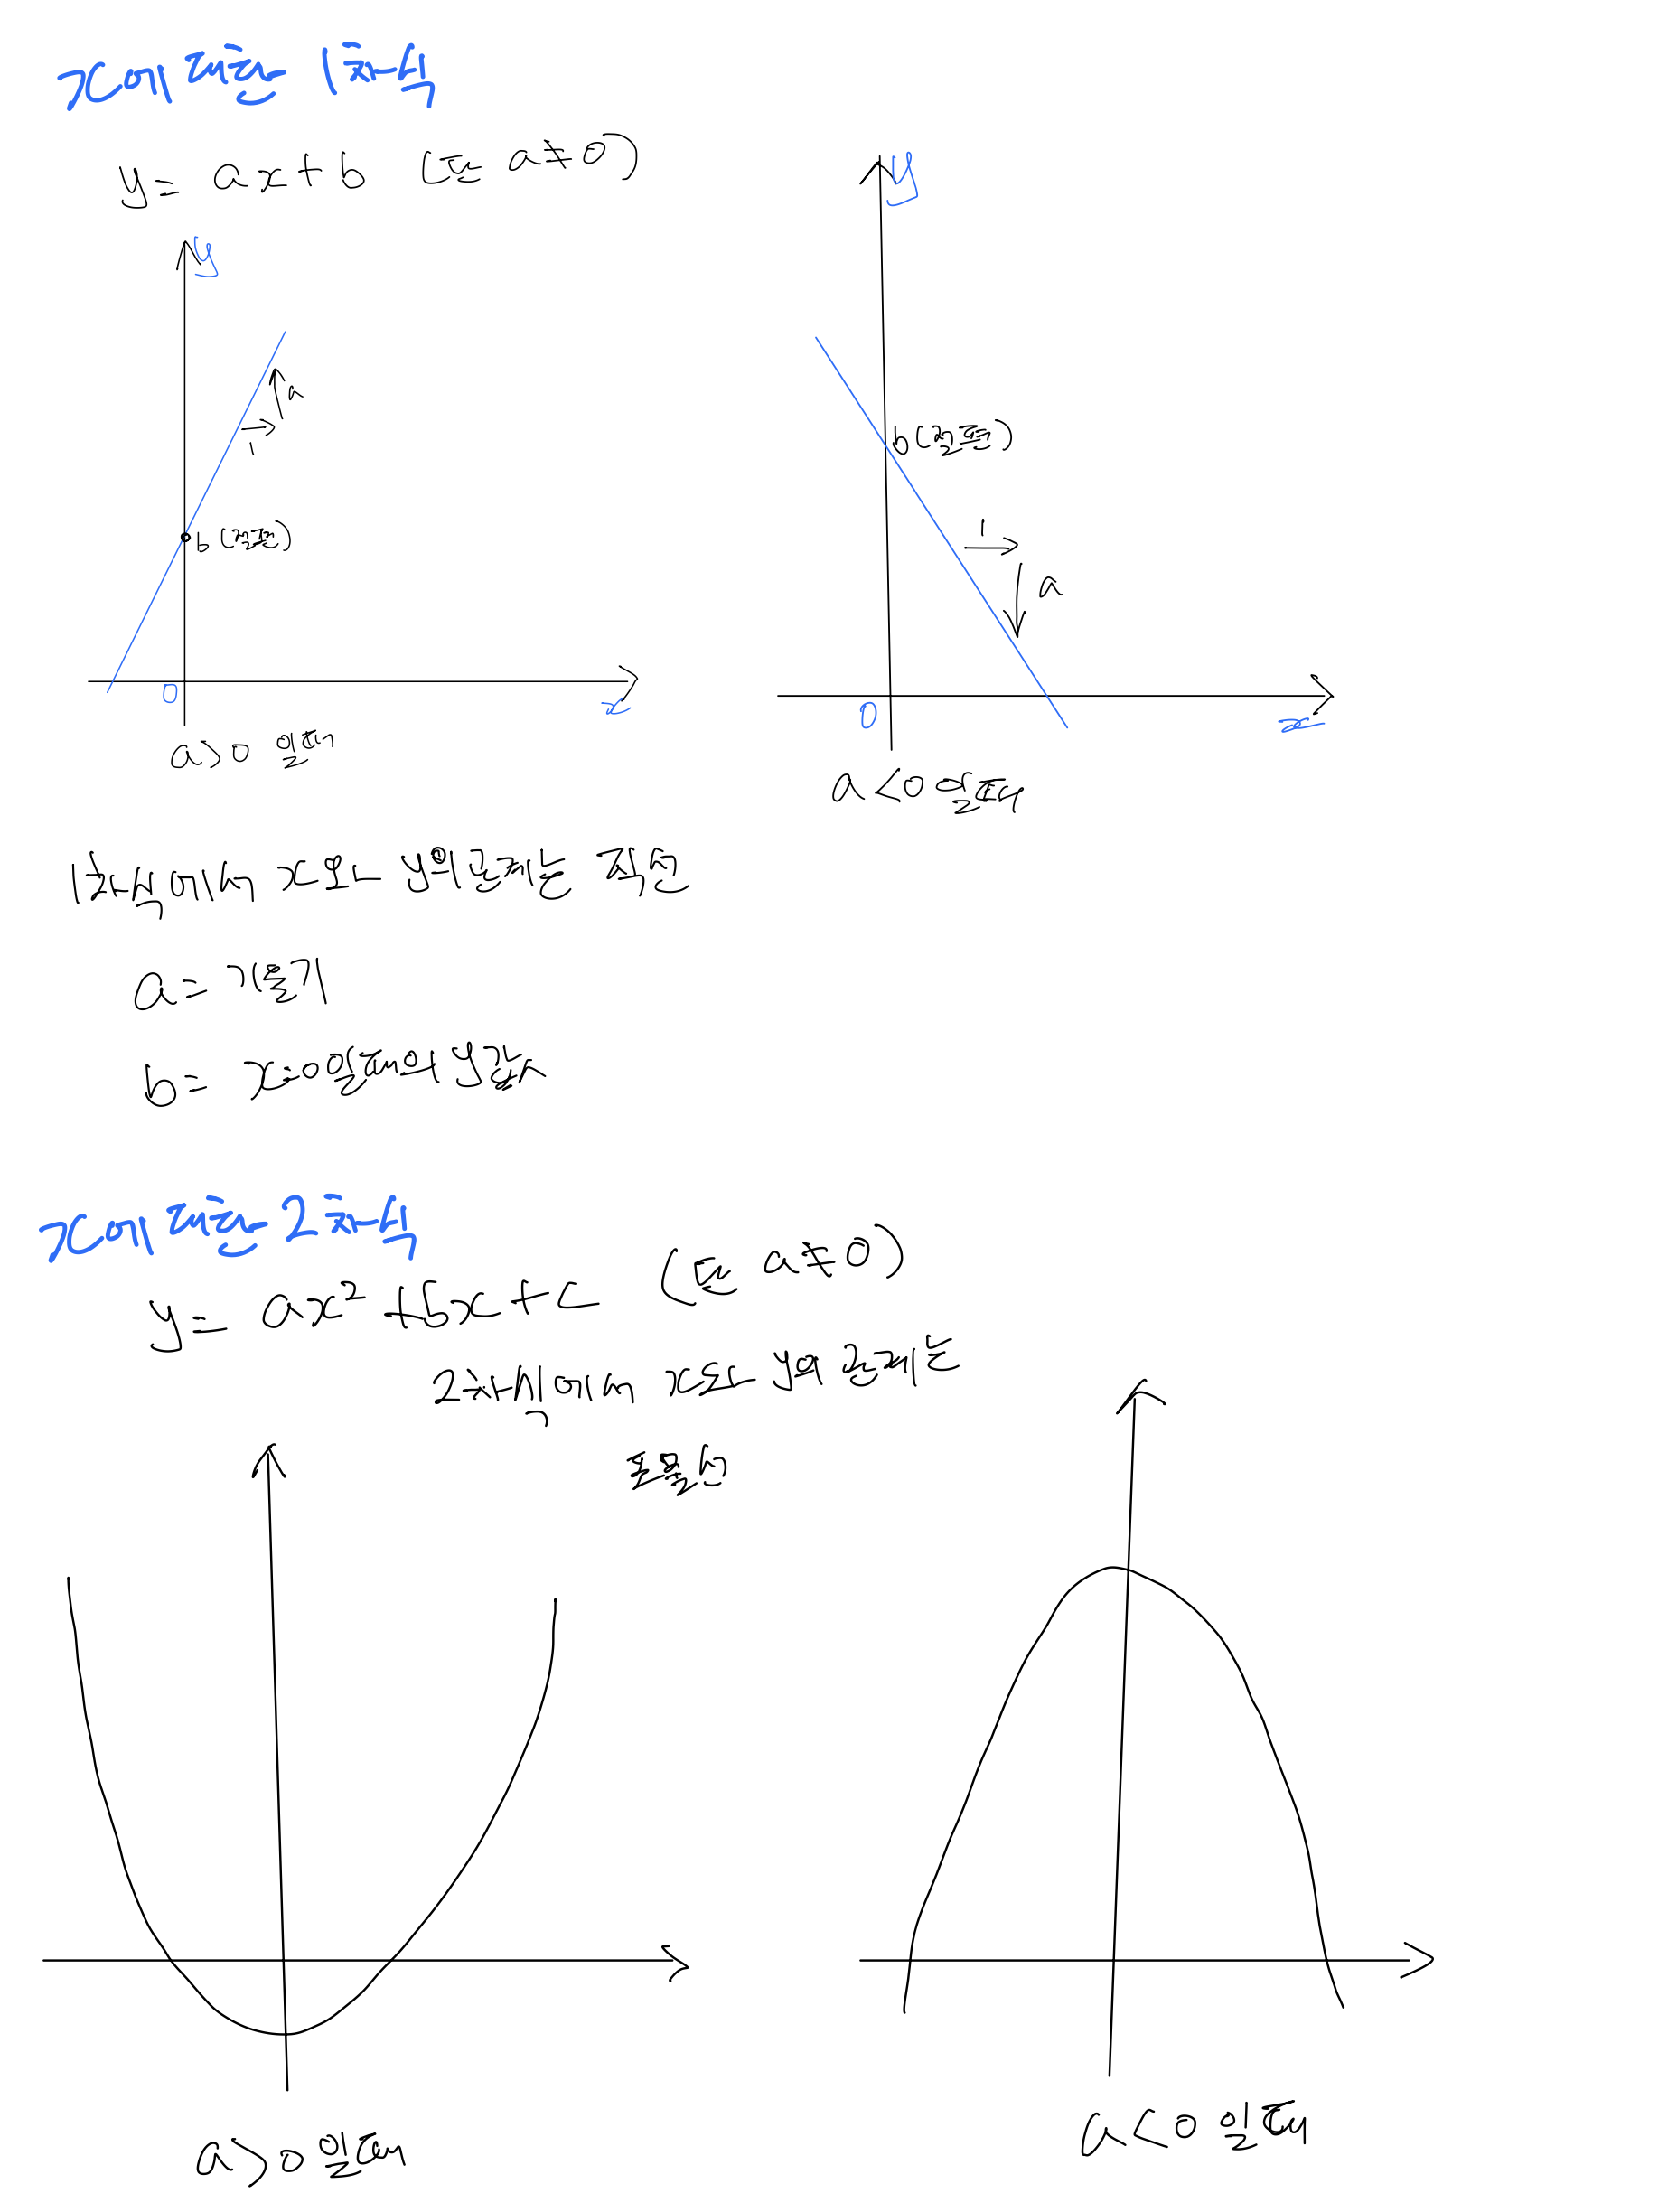 x에 대한 1차식
y = ax+b (단 a≠0)
y
a
1
b (절편)
0
x
a>0 일때
y
b (절편)
1
a
0
x
a<0 일때
1차식에서 x와 y의 관계는 직선
a= 기울기
b= x=0일때의 y값
x에 대한 2차식
y = ax² +bx+c (단 a≠0)
2차식에서 x와 y의 관계는
포물선
a>0 일때
a<0 일때